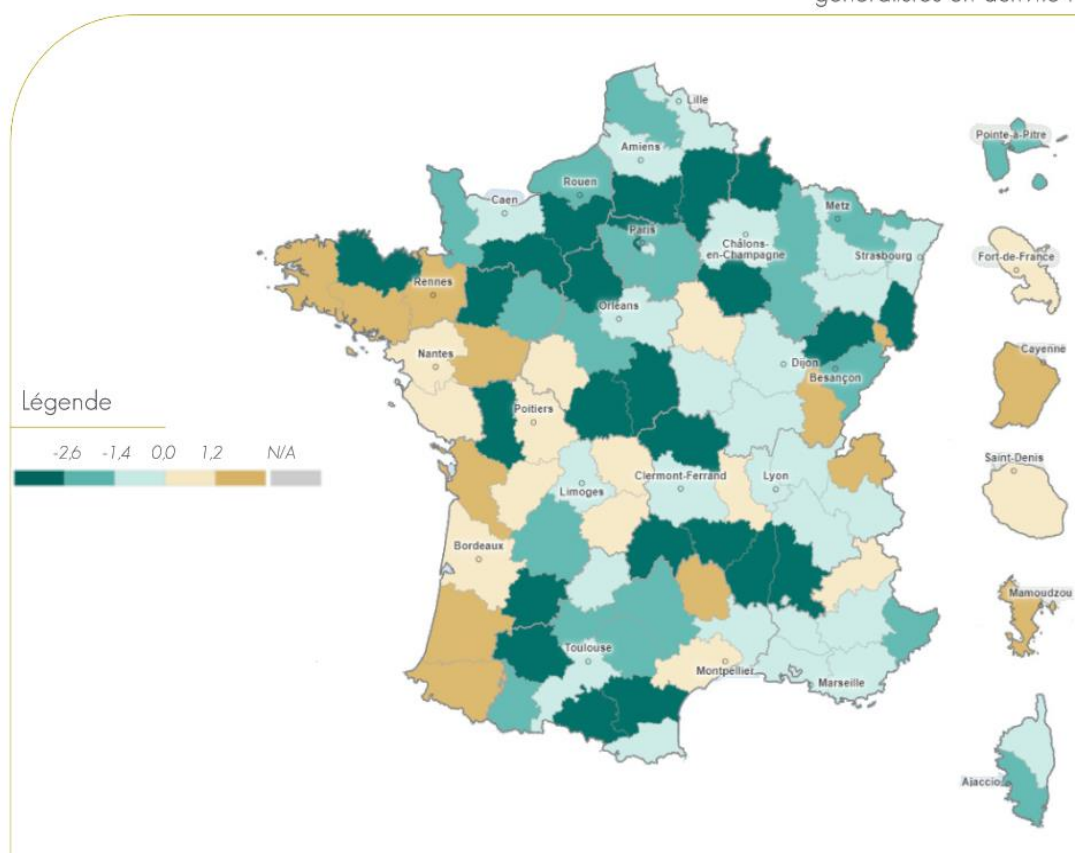 Lille
Pointe-à-Pitre
Amiens
Rouen
Caen
Metz
Paris
Châlons-
en-Champagne
Strasbourg
Fort-de-France
Rennes
Orléans
Nantes
Dijon
Cayenne
Besançon
Légende
Poitiers
-2,6 -1,4 0,0 1,2 N/A
Saint-Denis
Clermont-Ferrand
Lyon
Limoges
Bordeaux
Mamoudzou
Toulouse
Montpellier
Marseille
Ajaccio